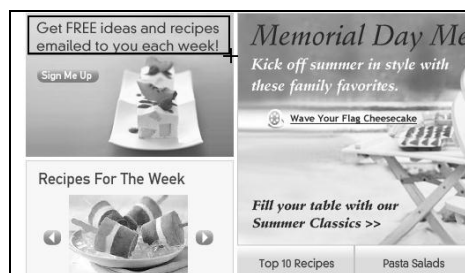 Get FREE ideas and recipes
emailed to you each week!
Sign Me Up
Recipes For The Week
Memorial Day Me
Kick off summer in style with
these family favorites.
Wave Your Flag Cheesecake
Fill your table with our
Summer Classics >>
Top 10 Recipes
Pasta Salads